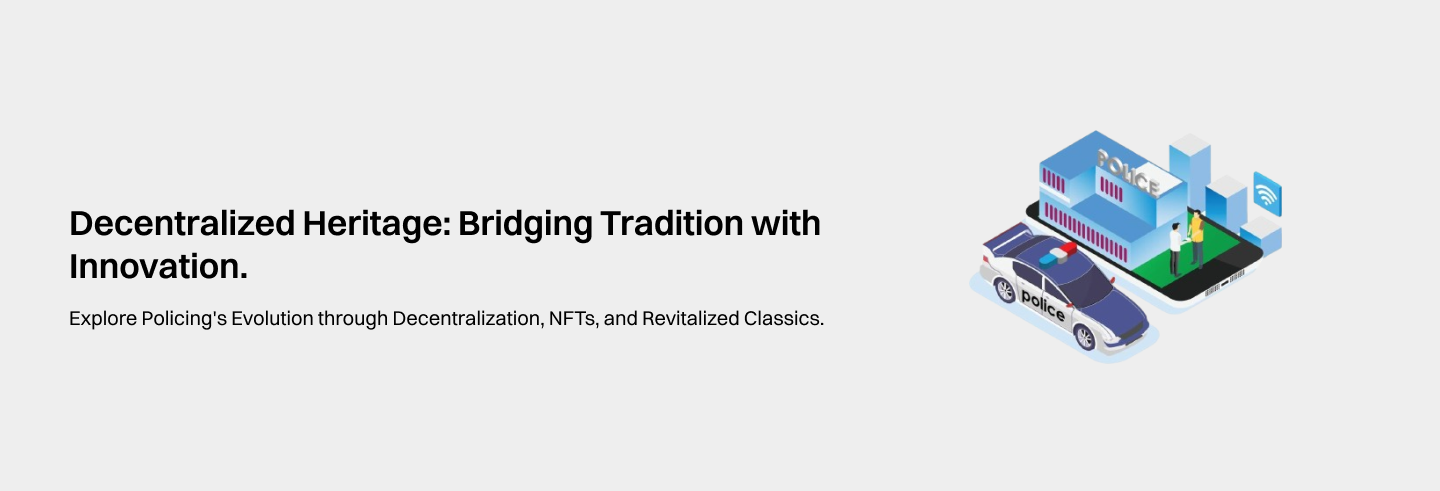 Decentralized Heritage: Bridging Tradition with
Innovation.
Explore Policing's Evolution through Decentralization, NFTs, and Revitalized Classics.
POLICE
police